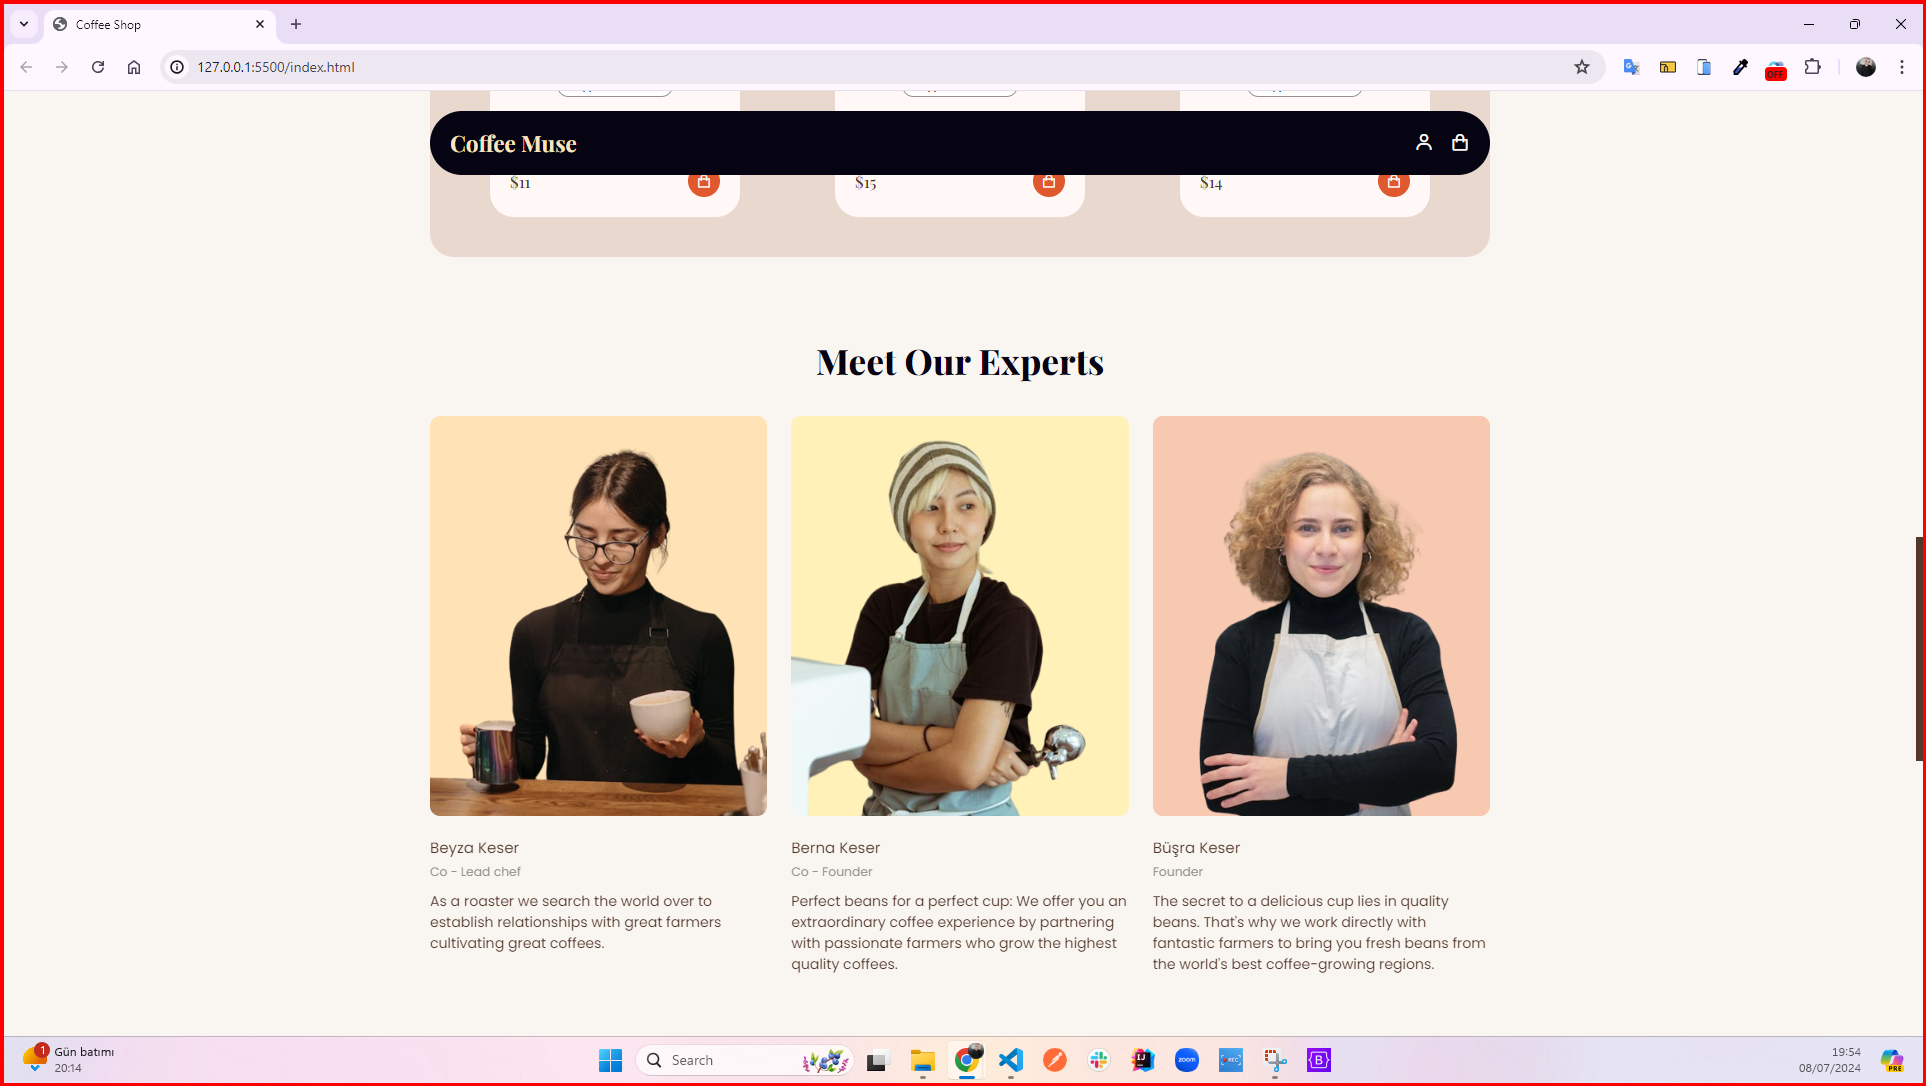 Coffee Shop
127.0.0.1:5500/index.html
OFF
Coffee Muse
$11
$15
$14
Meet Our Experts
Beyza Keser
Co - Lead chef
As a roaster we search the world over to
establish relationships with great farmers
cultivating great coffees.
Berna Keser
Co - Founder
Perfect beans for a perfect cup: We offer you an
extraordinary coffee experience by partnering
with passionate farmers who grow the highest
quality coffees.
Büşra Keser
Founder
The secret to a delicious cup lies in quality
beans. That's why we work directly with
fantastic farmers to bring you fresh beans from
the world's best coffee-growing regions.
1
Gün batımı
20:14
Search
zoom
REC
B
19:54
08/07/2024
PRE